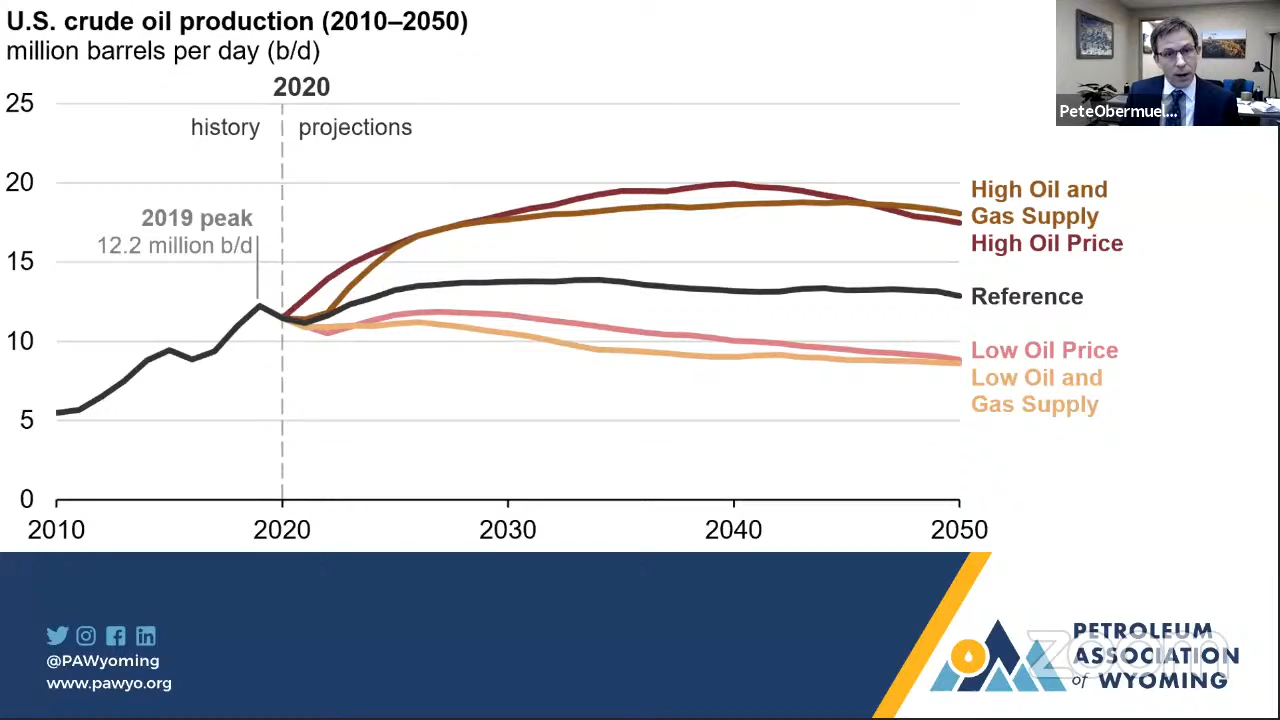 U.S. crude oil production (2010–2050)
million barrels per day (b/d)
PeteObermuel...
2020
25
history
projections
20
2019 peak
12.2 million b/d
15
10
5
0
High Oil and
Gas Supply
High Oil Price
Reference
Low Oil Price
Low Oil and
Gas Supply
2010
2020
2030
2040
2050
@PAWyoming
www.pawyo.org
PETROLEUM
ASSOCIATION
of WYOMING
zoom